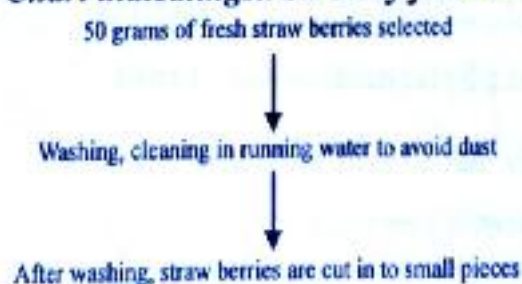 50 grams of fresh straw berries selected
Washing, cleaning in running water to avoid dust
After washing, straw berries are cut in to small pieces